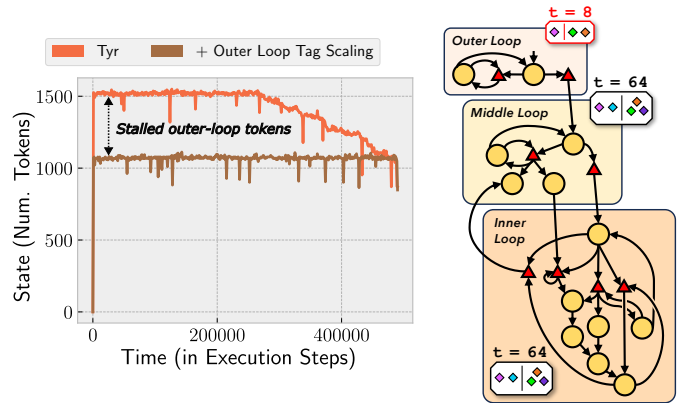 Tyr
+ Outer Loop Tag Scaling
1500
1000
500
0
State (Num. Tokens)
Stalled outer-loop tokens
0
200000
400000
Time (in Execution Steps)
t = 8
Outer Loop
t = 64
Middle Loop
Inner
Loop
t = 64